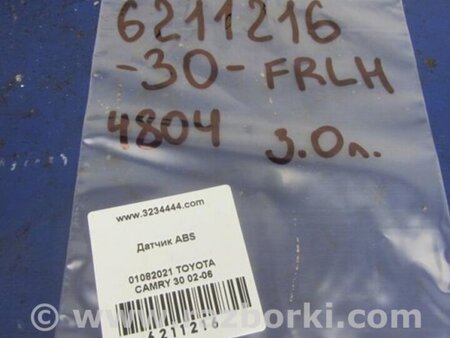 6211216
-30- FRLH
4804 3.0л.
www.3234444.com
Датчик ABS
01082021 TOYOTA
CAMRY 30 02-06
6211216
www.razborki.com